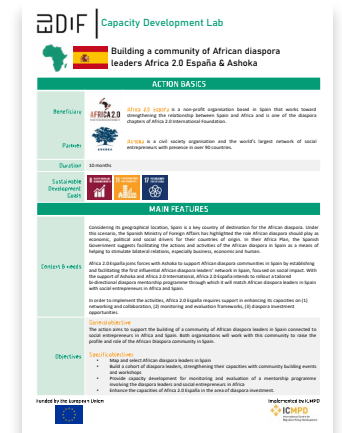 EDIF Capacity Development Lab
Building a community of African diaspora
leaders Africa 2.0 España & Ashoka
ACTION BASICS
Beneficiary
AFRICA 2.0
Africa 2.0 España is a non-profit organisation based in Spain that works toward
strengthening the relationship between Spain and Africa and is one of the diaspora
chapters of Africa 2.0 International Foundation.
Partner
ASHOKA
Ashoka is a civil society organisation and the world's largest network of social
entrepreneurs with presence in over 90 countries.
Duration
10 months
Sustainable
Development
Goals
MAIN FEATURES
Context & needs
Considering its geographical location, Spain is a key country of destination for the African diaspora. Under
this scenario, the Spanish Ministry of Foreign Affairs has highlighted the role African diaspora should play as
economic, political and social drivers for their countries of origin. In their Africa Plan, the Spanish
Government suggests facilitating the actions and activities of the African diaspora in Spain as a means of
helping to stimulate bilateral relations, especially business, economic and human.
Africa 2.0 España joins forces with Ashoka to support African diaspora communities in Spain by establishing
and facilitating the first influential African diaspora leaders' network in Spain, focused on social impact. With
the support of Ashoka and Africa 2.0 International, Africa 2.0 España intends to rollout a tailored
bi-directional diaspora mentorship programme through which it will match African diaspora leaders in Spain
with social entrepreneurs in Africa and Spain.
In order to implement the activities, Africa 2.0 España requires support in enhancing its capacities on (1)
networking and collaboration, (2) monitoring and evaluation frameworks, (3) diaspora investment
opportunities.
Objectives
General objective
The action aims to support the building of a community of African diaspora leaders in Spain connected to
social entrepreneurs in Africa and Spain. Both organisations will work with this community to raise the
profile and role of the African Diaspora community in Spain.
Specific objectives
• Map and select African diaspora leaders in Spain
• Build a cohort of diaspora leaders, strengthening their capacities with community building events
and workshops
• Provide capacity development for monitoring and evaluation of a mentorship programme
involving the diaspora leaders and social entrepreneurs in Africa
• Enhance the capacities of Africa 2.0 España in the area of diaspora investment.
Funded by the European Union
Implemented by ICMPD
ICMPD